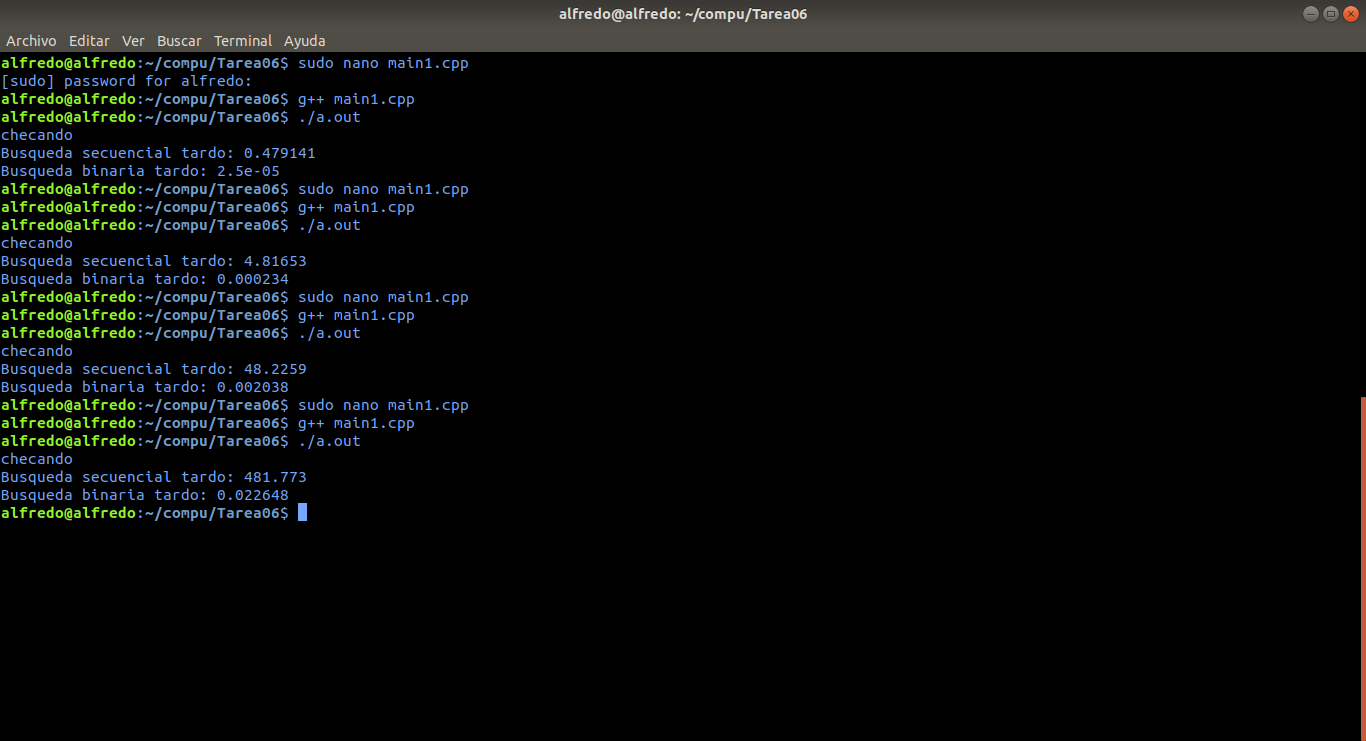 alfredo@alfredo: ~/compu/Tarea06
Archivo Editar Ver Buscar Terminal Ayuda
alfredo@alfredo:~/compu/Tarea06$ sudo nano main1.cpp
[sudo] password for alfredo:
alfredo@alfredo:~/compu/Tarea06$ g++ main1.cpp
alfredo@alfredo:~/compu/Tarea06$ ./a.out
checando
Busqueda secuencial tardo: 0.479141
Busqueda binaria tardo: 2.5e-05
alfredo@alfredo:~/compu/Tarea06$ sudo nano main1.cpp
alfredo@alfredo:~/compu/Tarea06$ g++ main1.cpp
alfredo@alfredo:~/compu/Tarea06$ ./a.out
checando
Busqueda secuencial tardo: 4.81653
Busqueda binaria tardo: 0.000234
alfredo@alfredo:~/compu/Tarea06$ sudo nano main1.cpp
alfredo@alfredo:~/compu/Tarea06$ g++ main1.cpp
alfredo@alfredo:~/compu/Tarea06$ ./a.out
checando
Busqueda secuencial tardo: 48.2259
Busqueda binaria tardo: 0.002038
alfredo@alfredo:~/compu/Tarea06$ sudo nano main1.cpp
alfredo@alfredo:~/compu/Tarea06$ g++ main1.cpp
alfredo@alfredo:~/compu/Tarea06$ ./a.out
checando
Busqueda secuencial tardo: 481.773
Busqueda binaria tardo: 0.022648
alfredo@alfredo:~/compu/Tarea06$